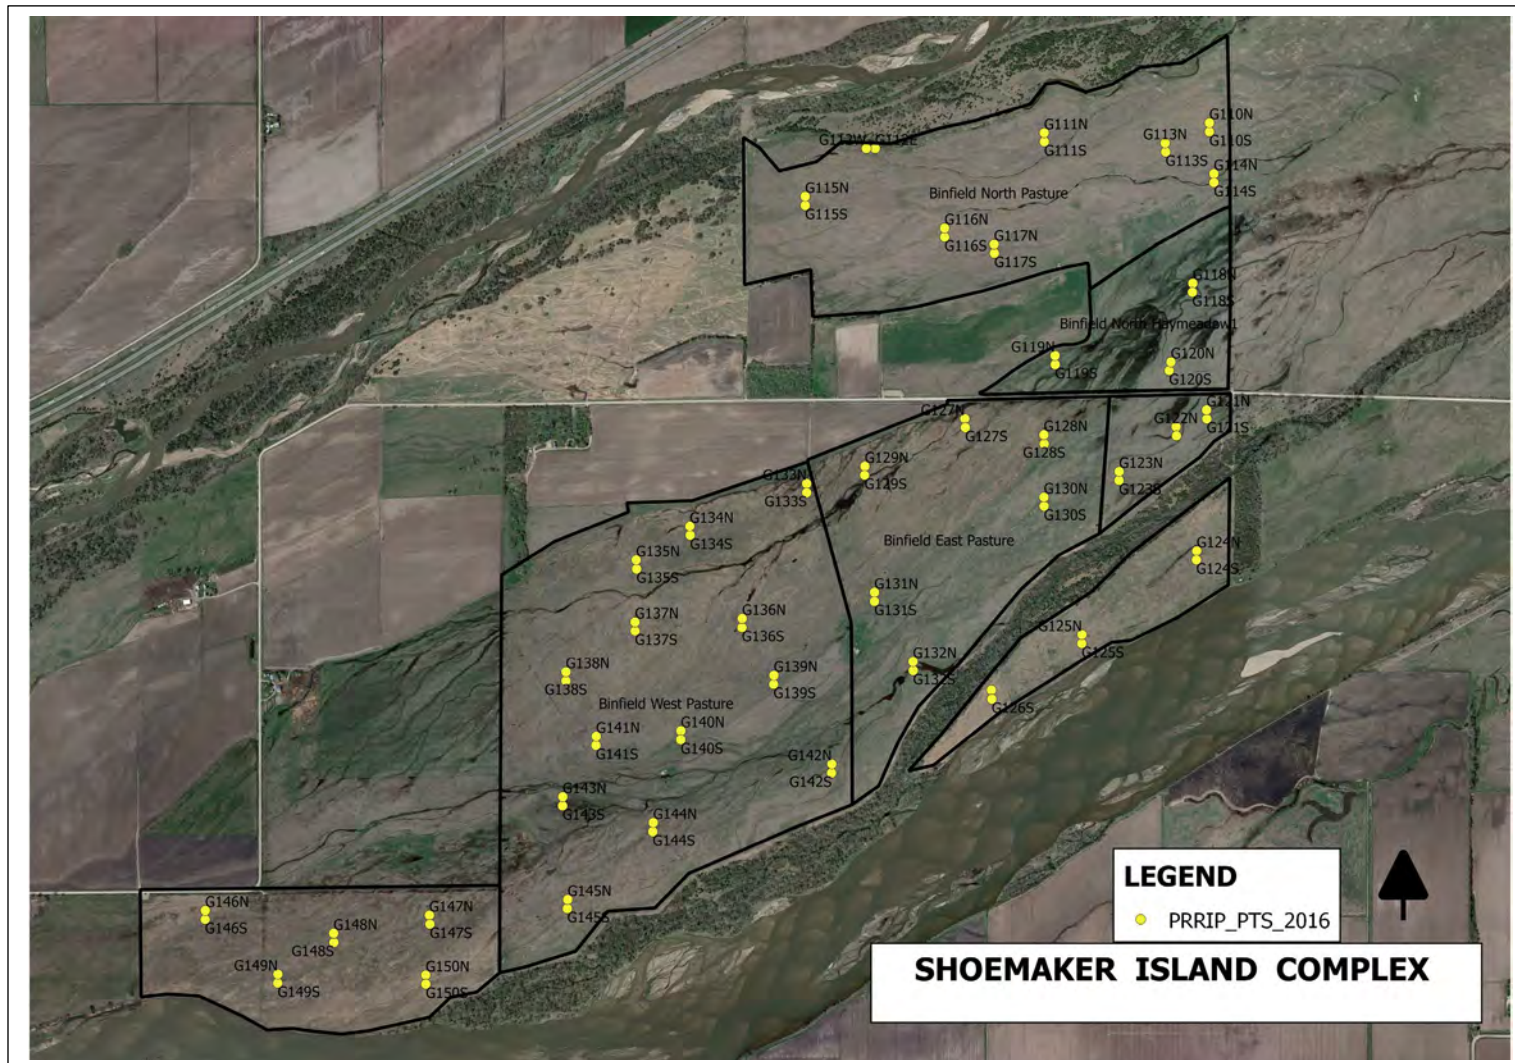 G110N
G111N
G110S
G113N
G112W G112E
G111S
G113S
G114N
G114S
G115N
Binfield North Pasture
G115S
G116N
G117N
G116S
G117S
G118N
G118S
Binfield North Haymeadow1
G119N
G120N
G119S
G120S
G121N
G127N
G122N
G121S
G128N
G127S
G128S
G129N
G123N
G133N
G129S
G123S
G133S
G130N
G130S
G134N
G134S
Binfield East Pasture
G124N
G135N
G124S
G135S
G131N
G131S
G137N
G136N
G125N
G137S
G136S
G125S
G132N
G138N
G139N
G132S
G138S
G139S
G126S
Binfield West Pasture
G141N
G140N
G141S
G140S
G142N
G142S
G143N
G143S
G144N
G144S
G145N
G145S
G146N
G147N
G146S
G148N
G147S
G148S
G149N
G150N
G149S
G150S
LEGEND
PRRIP_PTS_2016
SHOEMAKER ISLAND COMPLEX